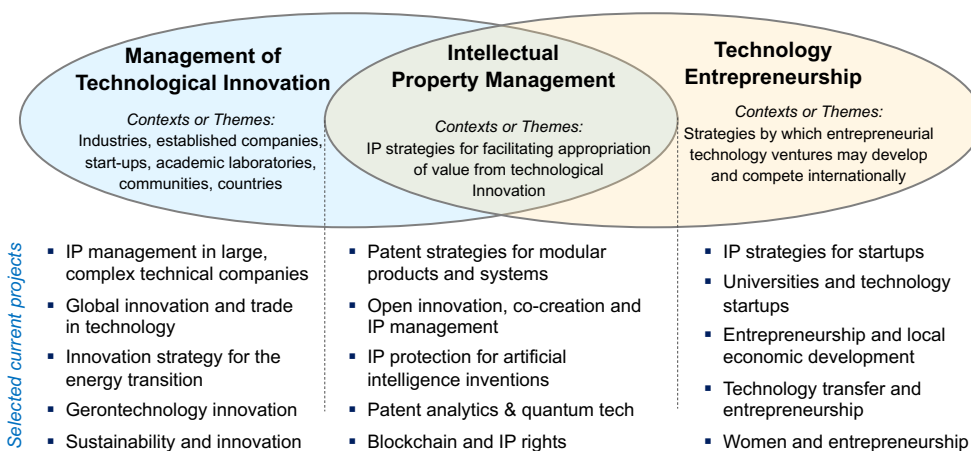 Management of
Technological Innovation
Contexts or Themes:
Industries, established companies,
start-ups, academic laboratories,
communities, countries
Intellectual
Property Management
Contexts or Themes:
IP strategies for facilitating appropriation
of value from technological
Innovation
Technology
Entrepreneurship
Contexts or Themes:
Strategies by which entrepreneurial
technology ventures may develop
and compete internationally
Selected current projects
▪ IP management in large,
complex technical companies
▪ Global innovation and trade
in technology
▪ Innovation strategy for the
energy transition
▪ Gerontechnology innovation
▪ Sustainability and innovation
▪ Patent strategies for modular
products and systems
▪ Open innovation, co-creation and
IP management
▪ IP protection for artificial
intelligence inventions
▪ Patent analytics & quantum tech
▪ Blockchain and IP rights
▪ IP strategies for startups
▪ Universities and technology
startups
▪ Entrepreneurship and local
economic development
▪ Technology transfer and
entrepreneurship
▪ Women and entrepreneurship